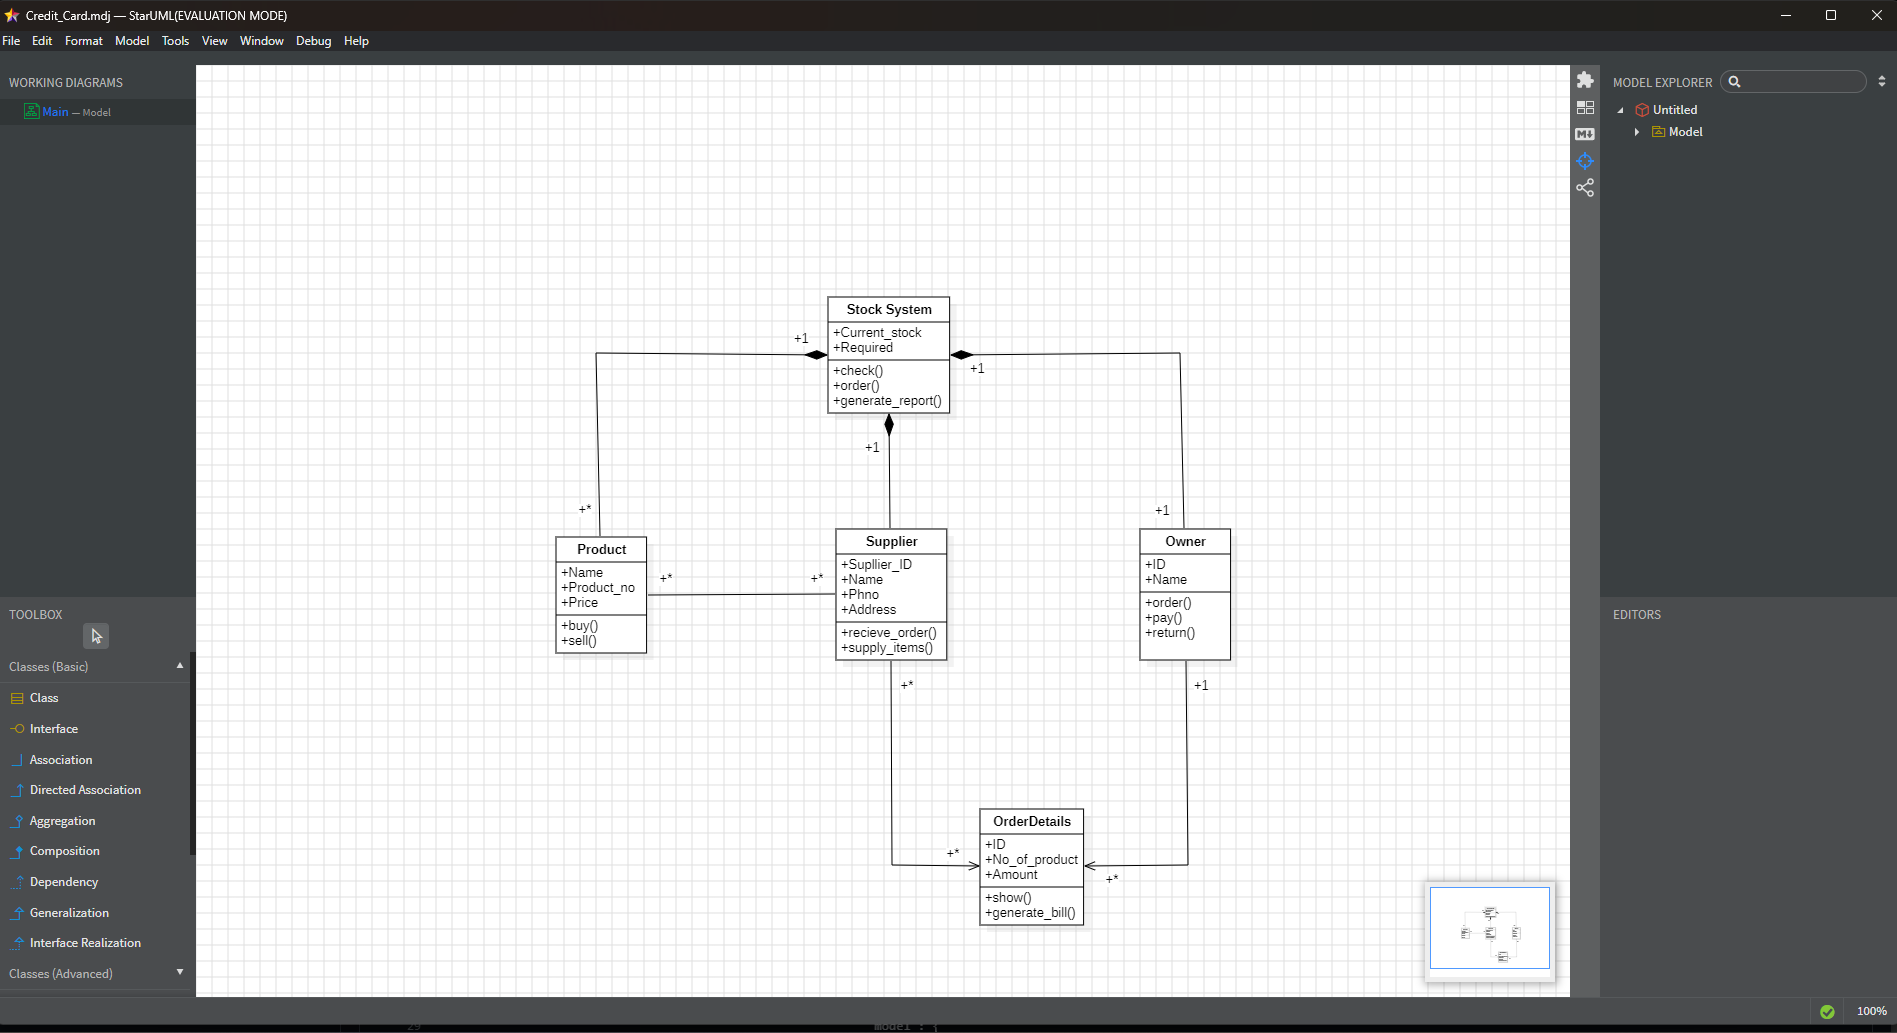 Credit_Card.mdj — StarUML(EVALUATION MODE)
File Edit Format Model Tools View Window Debug Help
WORKING DIAGRAMS
Main — Model
TOOLBOX
Classes (Basic)
Class
Interface
Association
Directed Association
Aggregation
Composition
Dependency
Generalization
Interface Realization
Classes (Advanced)
Stock System
+Current_stock
+Required
+check()
+order()
+generate_report()
+1
+1
+1
+*
+1
Product
+Name
+Product_no
+Price
+buy()
+sell()
+*
+*
Supplier
+Supllier_ID
+Name
+Phno
+Address
+recieve_order()
+supply_items()
Owner
+ID
+Name
+order()
+pay()
+return()
+*
+1
OrderDetails
+ID
+No_of_product
+Amount
+show()
+generate_bill()
+*
+*
MODEL EXPLORER
Untitled
Model
EDITORS
M
100%
29
model : {